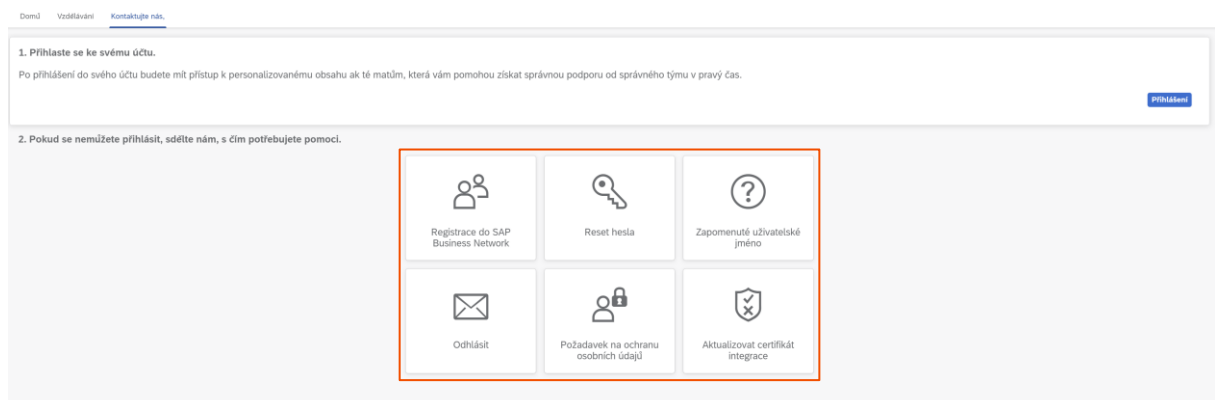 Domů Vzdělávání Kontaktujte nás,
1. Přihlaste se ke svému účtu.
Po přihlášení do svého účtu budete mít přístup k personalizovanému obsahu ak té matům, která vám pomohou získat správnou podporu od správného týmu v pravý čas.
Přihlášení
2. Pokud se nemůžete přihlásit, sdělte nám, s čím potřebujete pomoci.
Registrace do SAP
Business Network
Reset hesla
Zapomenuté uživatelské
jméno
Odhlásit
Požadavek na ochranu
osobních údajů
Aktualizovat certifikát
integrace